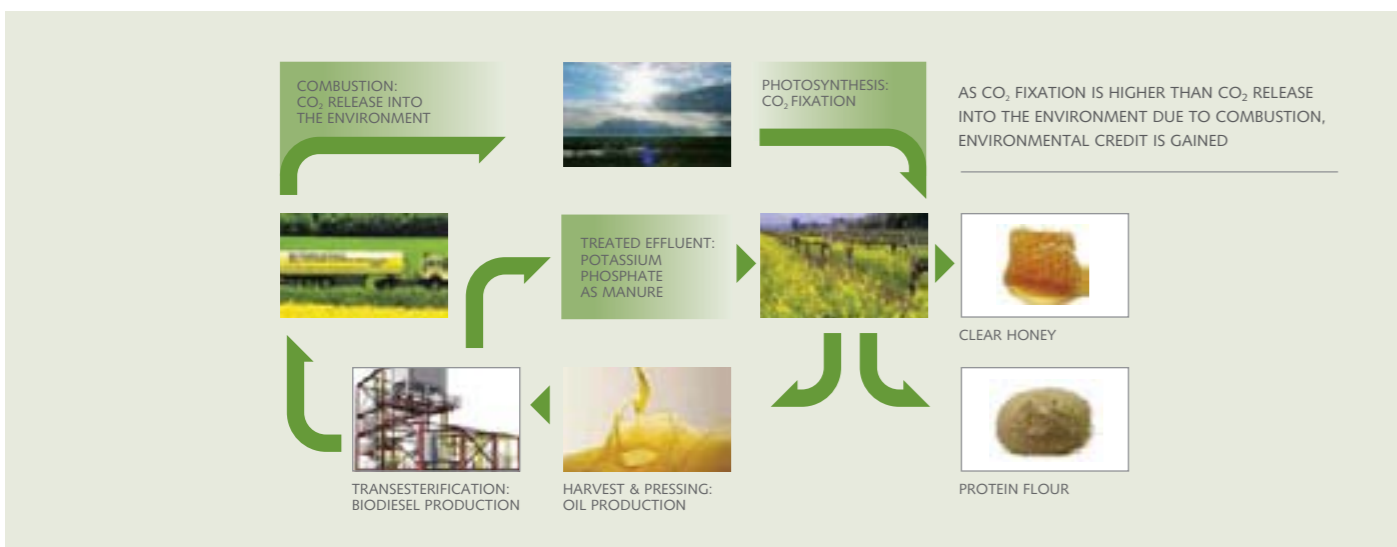 COMBUSTION:
CO₂ RELEASE INTO
THE ENVIRONMENT
PHOTOSYNTHESIS:
CO₂ FIXATION
AS CO₂ FIXATION IS HIGHER THAN CO₂ RELEASE
INTO THE ENVIRONMENT DUE TO COMBUSTION,
ENVIRONMENTAL CREDIT IS GAINED
TREATED EFFLUENT:
POTASSIUM
PHOSPHATE
AS MANURE
CLEAR HONEY
TRANSESTERIFICATION:
BIODIESEL PRODUCTION
HARVEST & PRESSING:
OIL PRODUCTION
PROTEIN FLOUR